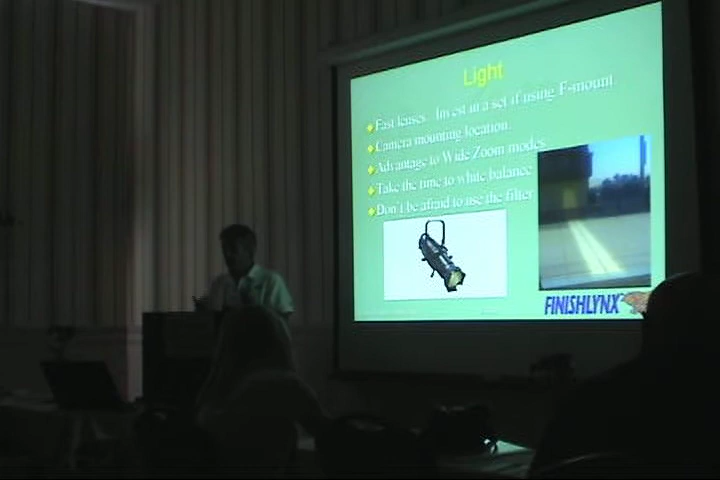 Light
Fast lenses. Invest in a set if using F-mount
Camera mounting location.
Advantage to Wide Zoom modes
Take the time to white balance
Don't be afraid to use the filter
FINISHLYNX